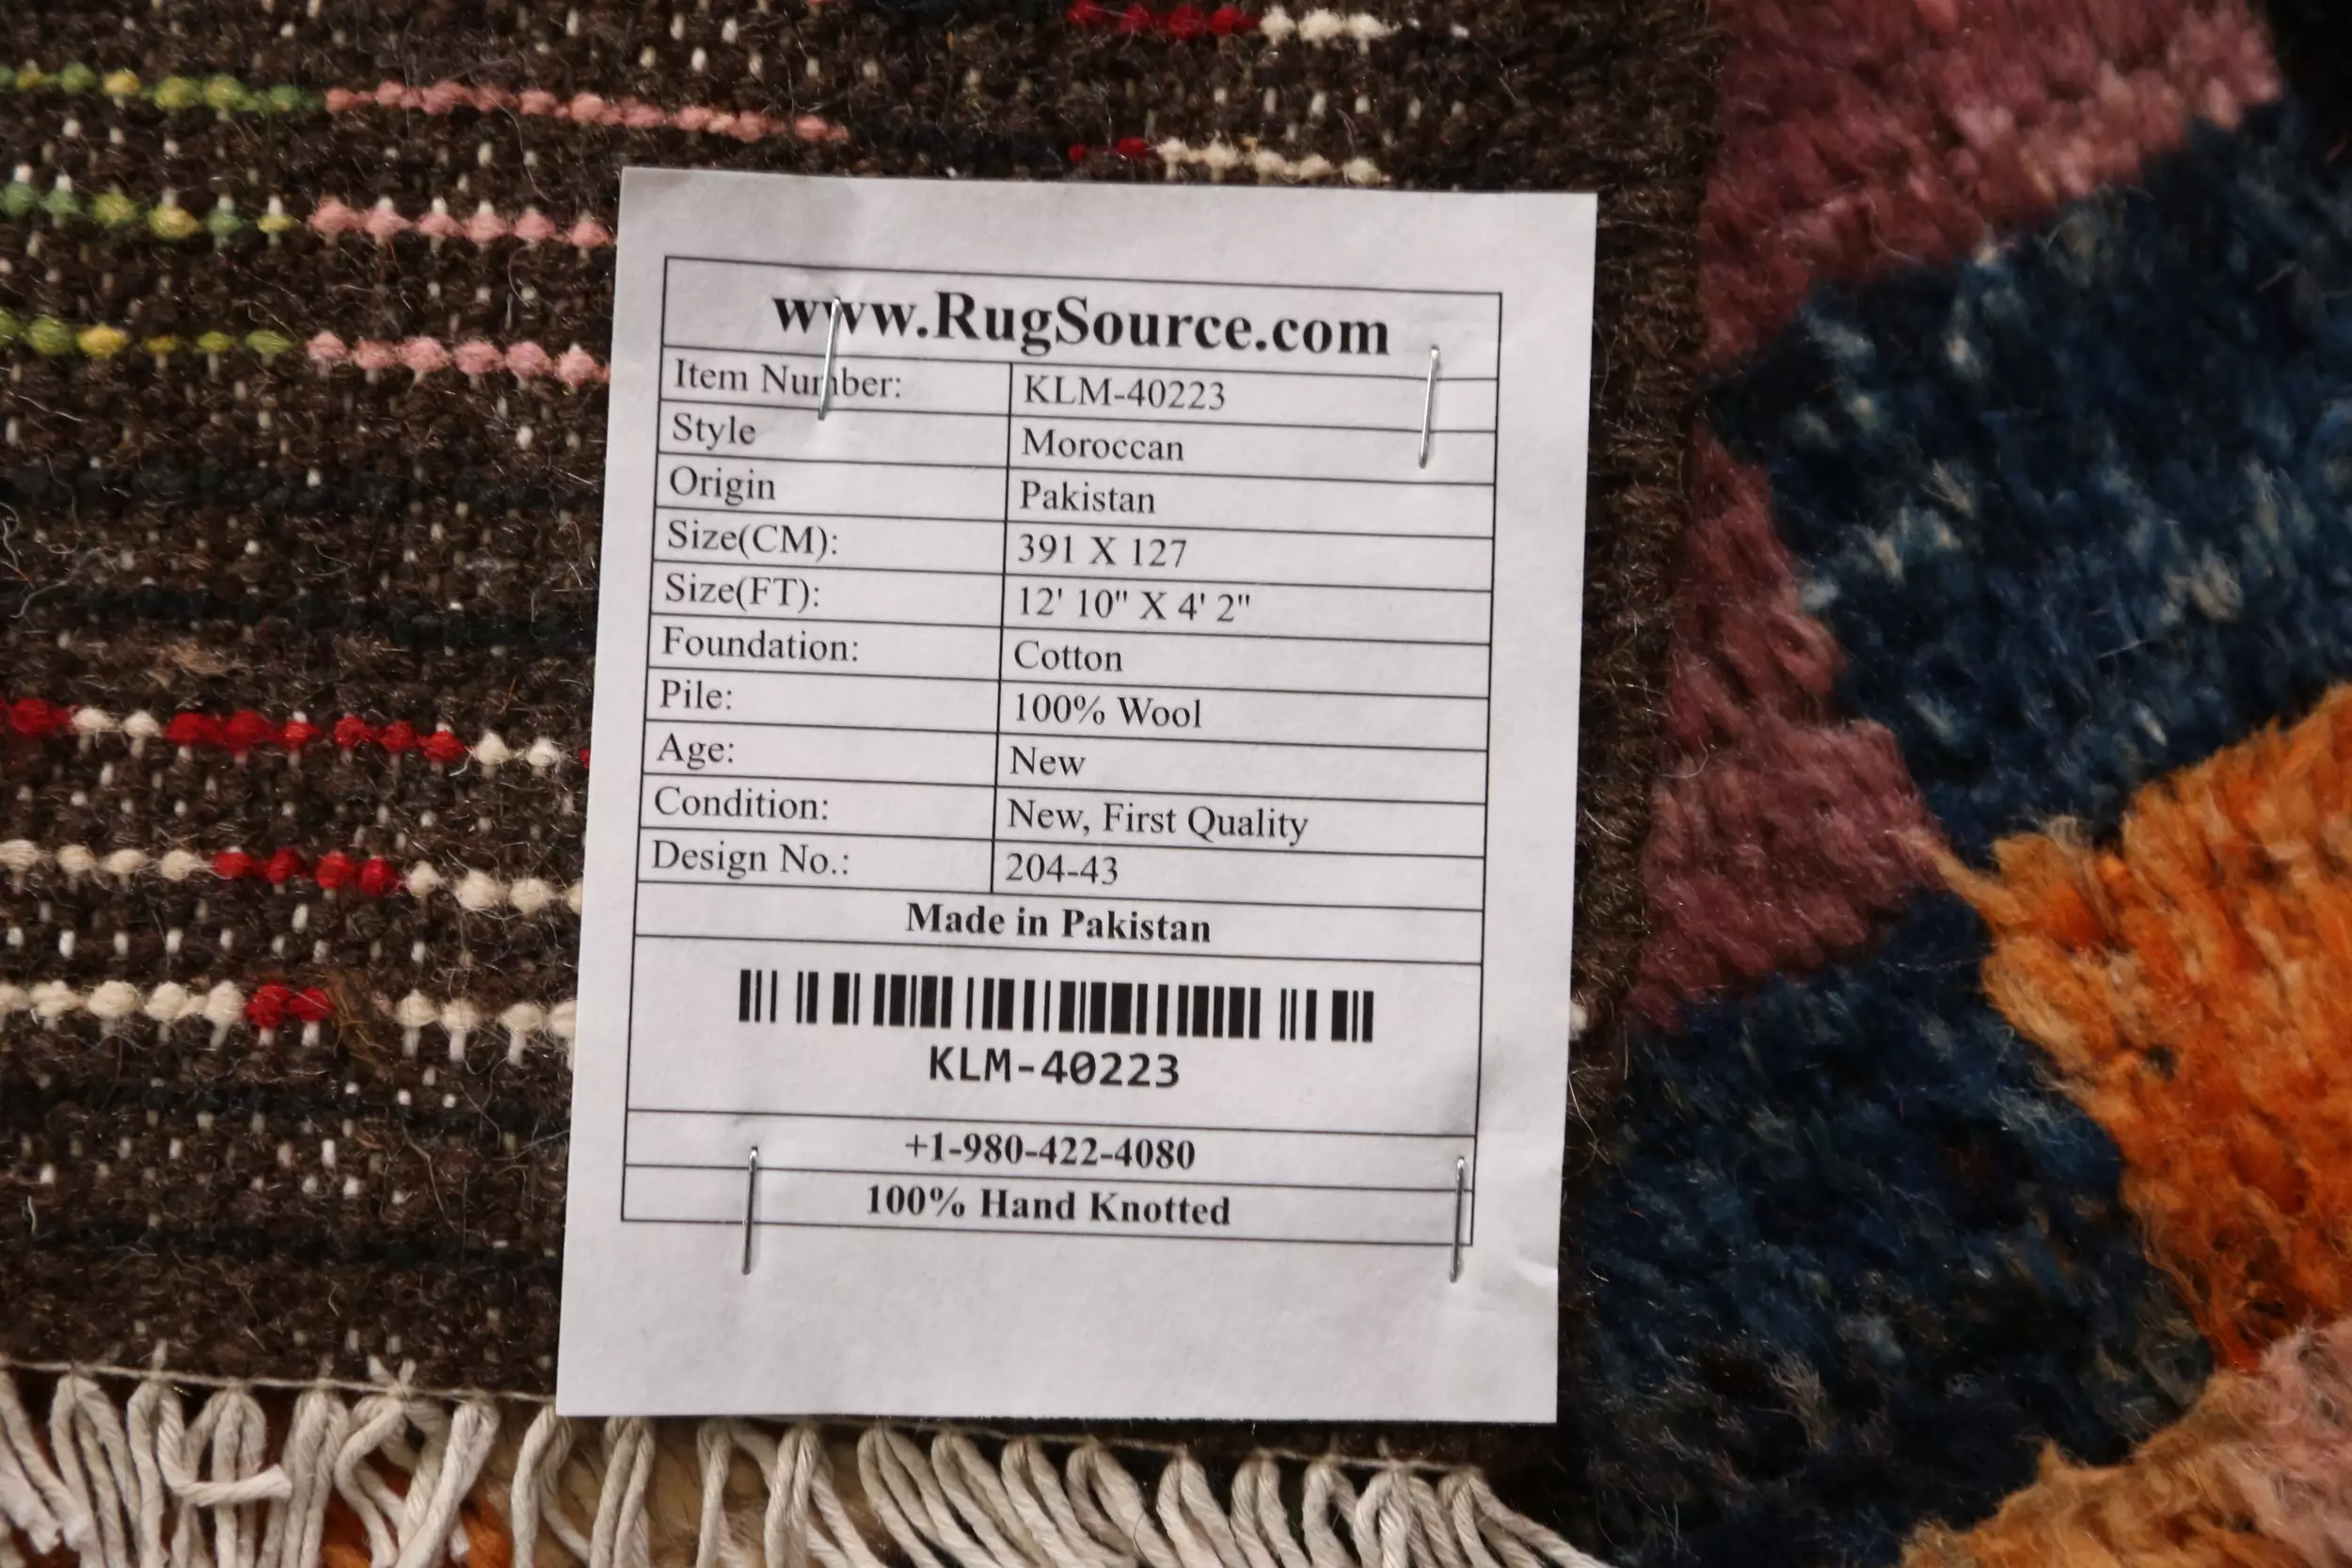 www.RugSource.com
Item Number: KLM-40223
Style Moroccan
Origin Pakistan
Size(CM): 391 X 127
Size(FT): 12' 10" X 4' 2"
Foundation: Cotton
Pile: 100% Wool
Age: New
Condition: New, First Quality
Design No.: 204-43
Made in Pakistan
KLM-40223
+1-980-422-4080
100% Hand Knotted